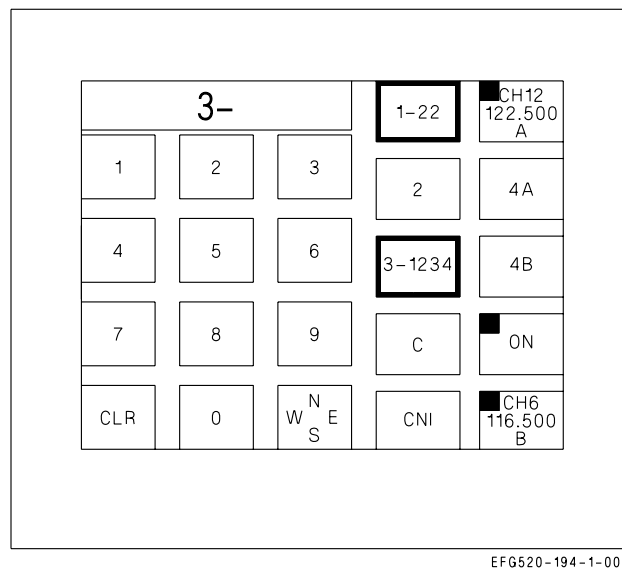 3-
1-22
CH12
122.500
A
1
2
3
2
4A
4
5
6
3-1234
4B
7
8
9
C
ON
CLR
0
N
W E
S
CNI
CH6
116.500
B
EFG520-194-1-00